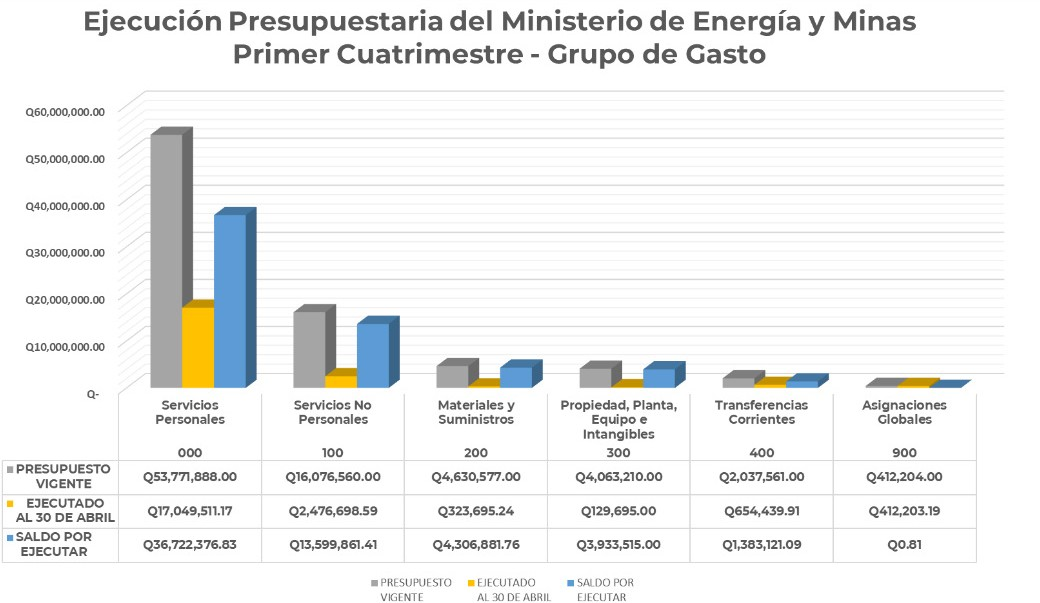 Ejecución Presupuestaria del Ministerio de Energía y Minas
Primer Cuatrimestre - Grupo de Gasto
Q60,000,000.00
Q50,000,000.00
Q40,000,000.00
Q30,000,000.00
Q20,000,000.00
Q10,000,000.00
Q-
Servicios Personales 000
Servicios No Personales 100
Materiales y Suministros 200
Propiedad, Planta, Equipo e Intangibles 300
Transferencias Corrientes 400
Asignaciones Globales 900
PRESUPUESTO VIGENTE Q53,771,888.00 Q16,076,560.00 Q4,630,577.00 Q4,063,210.00 Q2,037,561.00 Q412,204.00
EJECUTADO AL 30 DE ABRIL Q17,049,511.17 Q2,476,698.59 Q323,695.24 Q129,695.00 Q654,439.91 Q412,203.19
SALDO POR EJECUTAR Q36,722,376.83 Q13,599,861.41 Q4,306,881.76 Q3,933,515.00 Q1,383,121.09 Q0.81
PRESUPUESTO VIGENTE
EJECUTADO AL 30 DE ABRIL
SALDO POR EJECUTAR